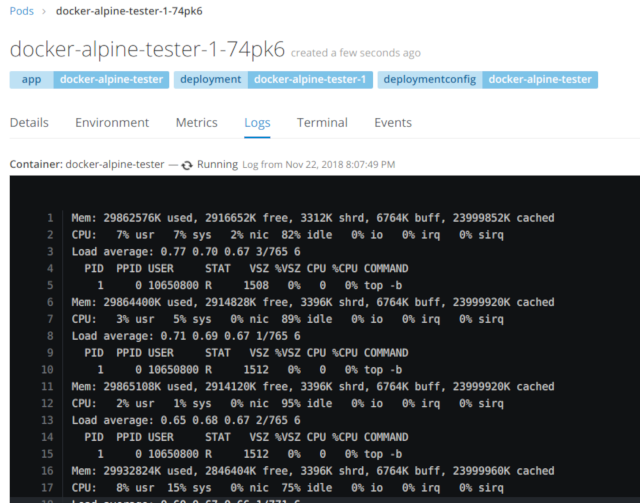 Pods > docker-alpine-tester-1-74pk6
docker-alpine-tester-1-74pk6 created a few seconds ago
app docker-alpine-tester deployment docker-alpine-tester-1 deploymentconfig docker-alpine-tester
Details Environment Metrics Logs Terminal Events
Container: docker-alpine-tester — Running Log from Nov 22, 2018 8:07:49 PM
1 Mem: 29862576K used, 2916652K free, 3312K shrd, 6764K buff, 23999852K cached
2 CPU: 7% usr 7% sys 2% nic 82% idle 0% io 0% irq 0% sirq
3 Load average: 0.77 0.70 0.67 3/765 6
4 PID PPID USER STAT VSZ %VSZ CPU %CPU COMMAND
5 1 0 10650800 R 1508 0% 0 0% top -b
6 Mem: 29864400K used, 2914828K free, 3396K shrd, 6764K buff, 23999920K cached
7 CPU: 3% usr 5% sys 0% nic 89% idle 0% io 0% irq 0% sirq
8 Load average: 0.71 0.69 0.67 1/765 6
9 PID PPID USER STAT VSZ %VSZ CPU %CPU COMMAND
10 1 0 10650800 R 1512 0% 0 0% top -b
11 Mem: 29865108K used, 2914120K free, 3396K shrd, 6764K buff, 23999920K cached
12 CPU: 2% usr 1% sys 0% nic 95% idle 0% io 0% irq 0% sirq
13 Load average: 0.65 0.68 0.67 2/765 6
14 PID PPID USER STAT VSZ %VSZ CPU %CPU COMMAND
15 1 0 10650800 R 1512 0% 0 0% top -b
16 Mem: 29932824K used, 2846404K free, 3396K shrd, 6764K buff, 23999960K cached
17 CPU: 8% usr 15% sys 0% nic 75% idle 0% io 0% irq 0% sirq